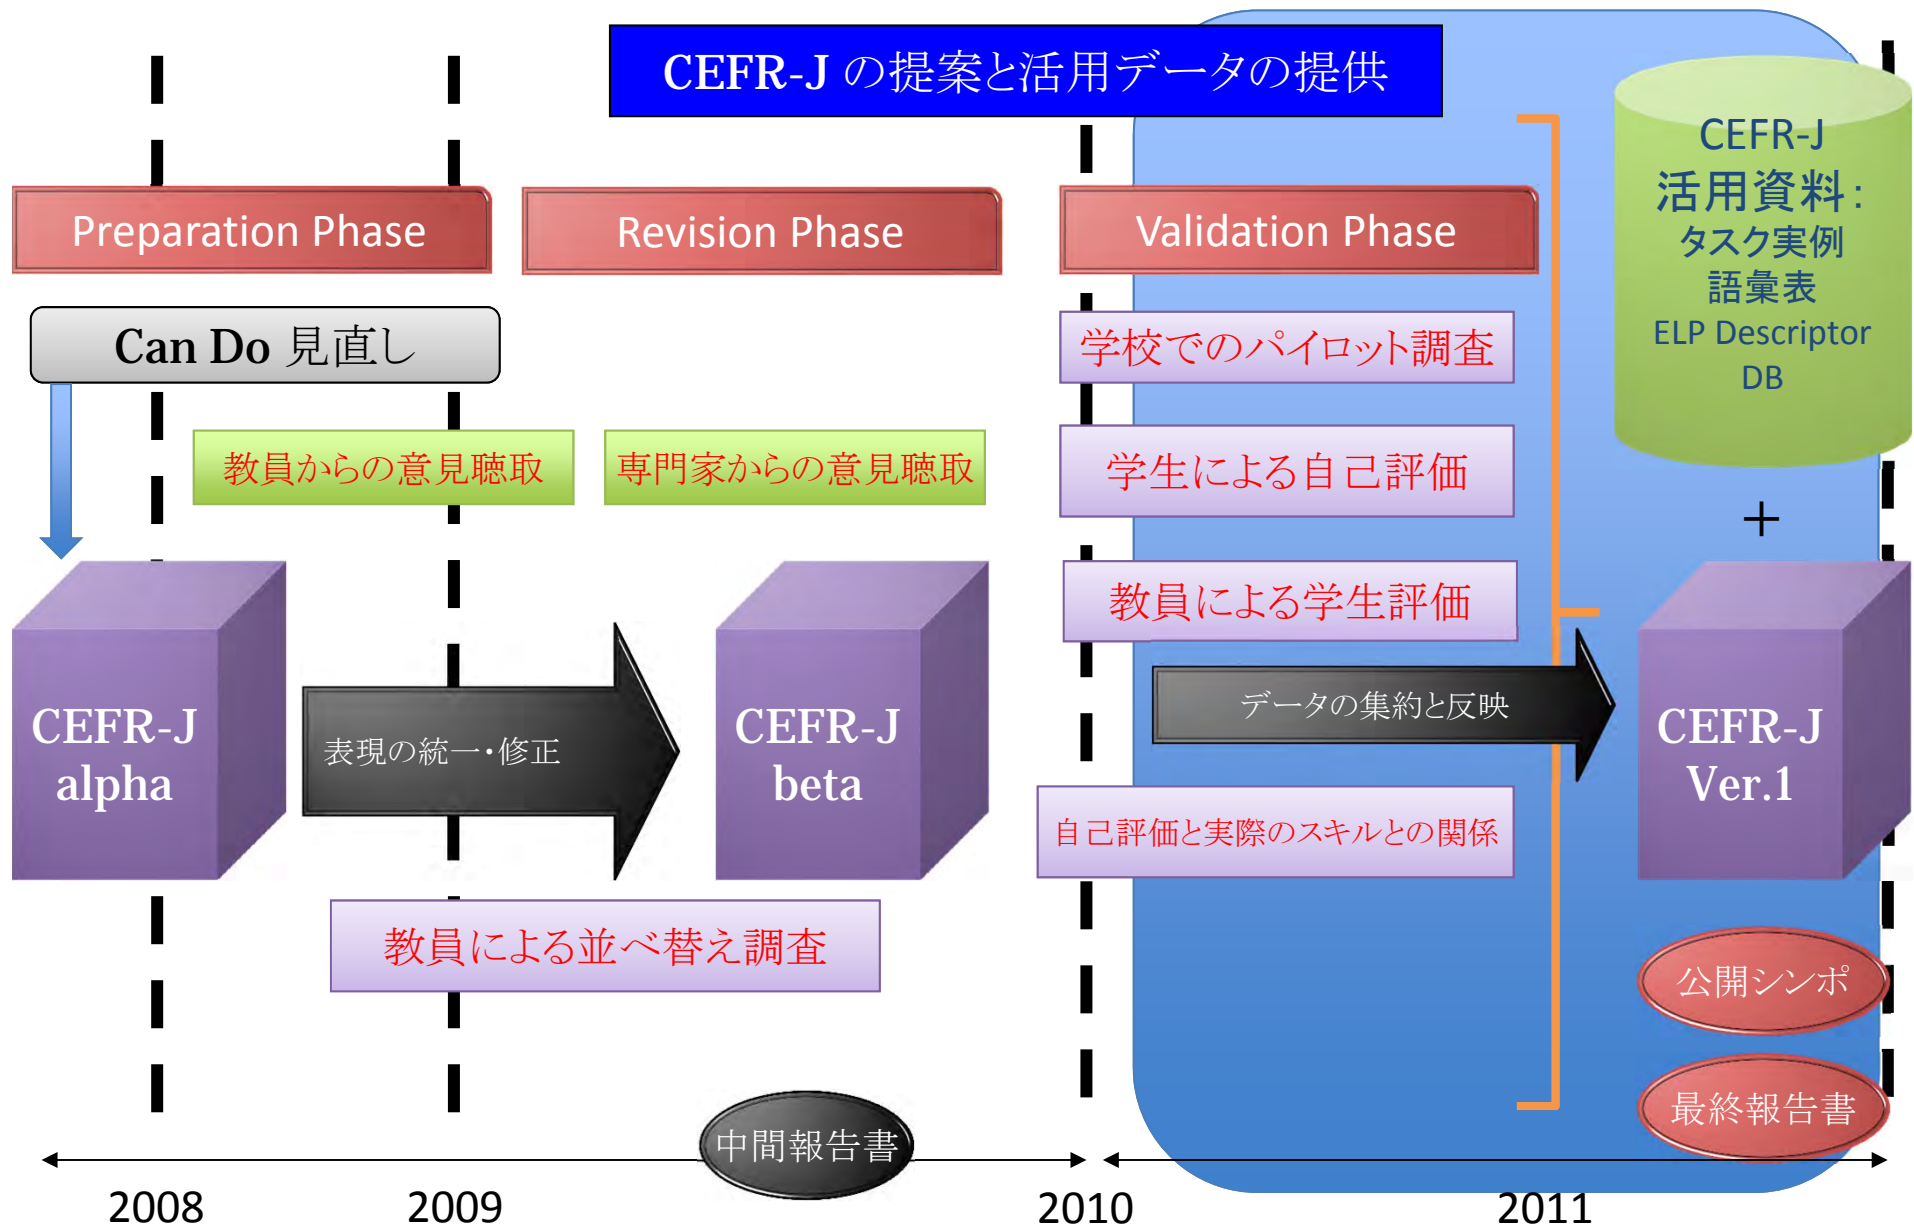 CEFR-J の提案と活用データの提供
Preparation Phase
Revision Phase
Validation Phase
CEFR-J
活用資料：
タスク実例
語彙表
ELP Descriptor
DB
Can Do 見直し
学校でのパイロット調査
教員からの意見聴取
専門家からの意見聴取
学生による自己評価
＋
教員による学生評価
CEFR-J
alpha
表現の統一・修正
CEFR-J
beta
データの集約と反映
CEFR-J
Ver.1
自己評価と実際のスキルとの関係
教員による並べ替え調査
公開シンポ
最終報告書
中間報告書
2008
2009
2010
2011